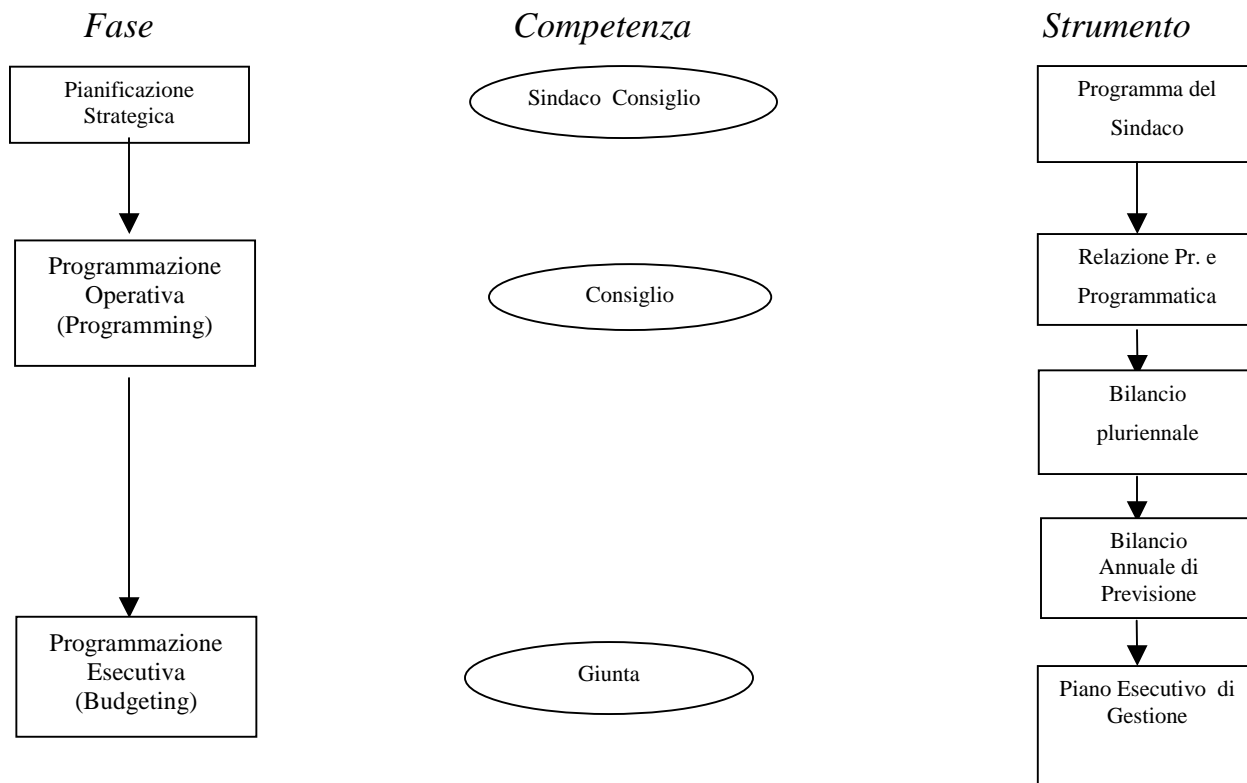 Fase
Competenza
Strumento
Pianificazione
Strategica
Sindaco Consiglio
Programma del
Sindaco
Programmazione
Operativa
(Programming)
Consiglio
Relazione Pr. e
Programmatica
Bilancio
pluriennale
Bilancio
Annuale di
Previsione
Programmazione
Esecutiva
(Budgeting)
Giunta
Piano Esecutivo di
Gestione